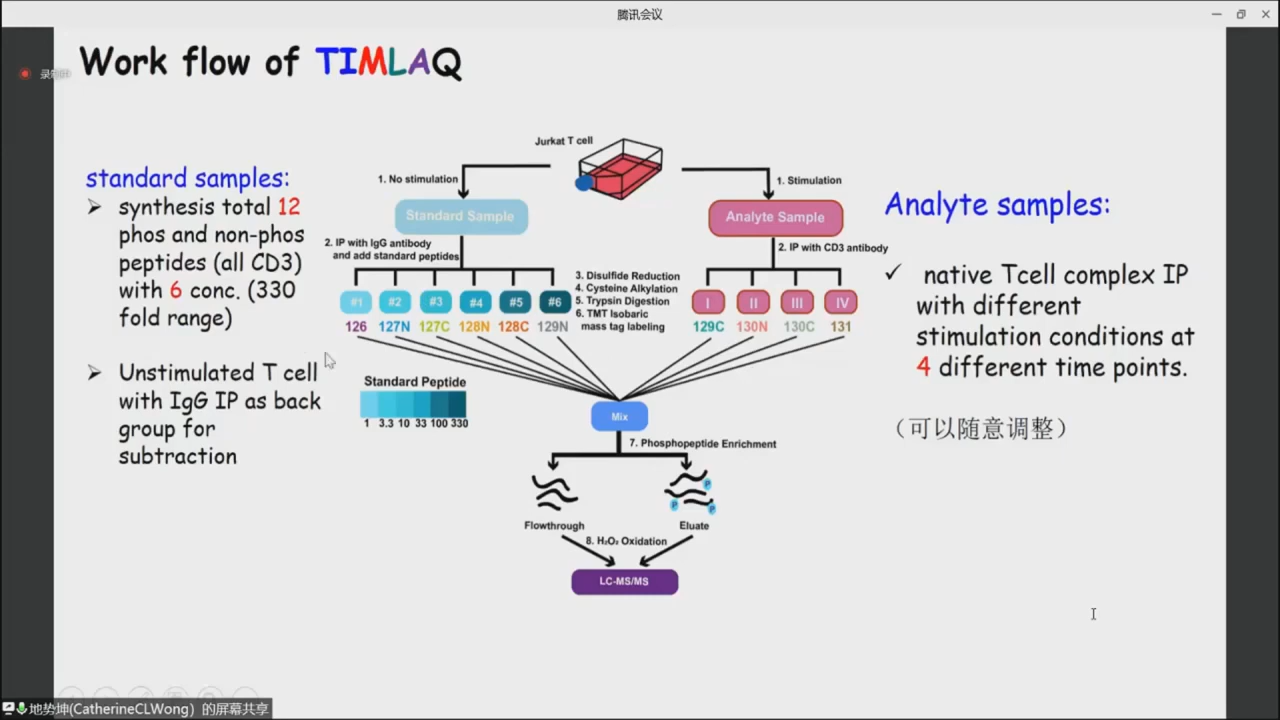 腾讯会议
Work flow of TIMLAQ
录制中
standard samples:
➢ synthesis total 12
phos and non-phos
peptides (all CD3)
with 6 conc. (330
fold range)
➢ Unstimulated T cell
with IgG IP as back
group for
subtraction
Jurkat T cell
1. No stimulation
1. Stimulation
Standard Sample
Analyte Sample
2. IP with IgG antibody
and add standard peptides
2. IP with CD3 antibody
3. Disulfide Reduction
4. Cysteine Alkylation
5. Trypsin Digestion
6. TMT Isobaric
mass tag labeling
#1 #2 #3 #4 #5 #6
I II III IV
126 127N 127C 128N 128C 129N
129C 130N 130C 131
Standard Peptide
1 3.3 10 33 100 330
Mix
7. Phosphopeptide Enrichment
P
P P
Flowthrough
Eluate
8. H₂O₂ Oxidation
LC-MS/MS
Analyte samples:
✓ native Tcell complex IP
with different
stimulation conditions at
4 different time points.
（可以随意调整）
地势坤(CatherineCLWong）的屏幕共享